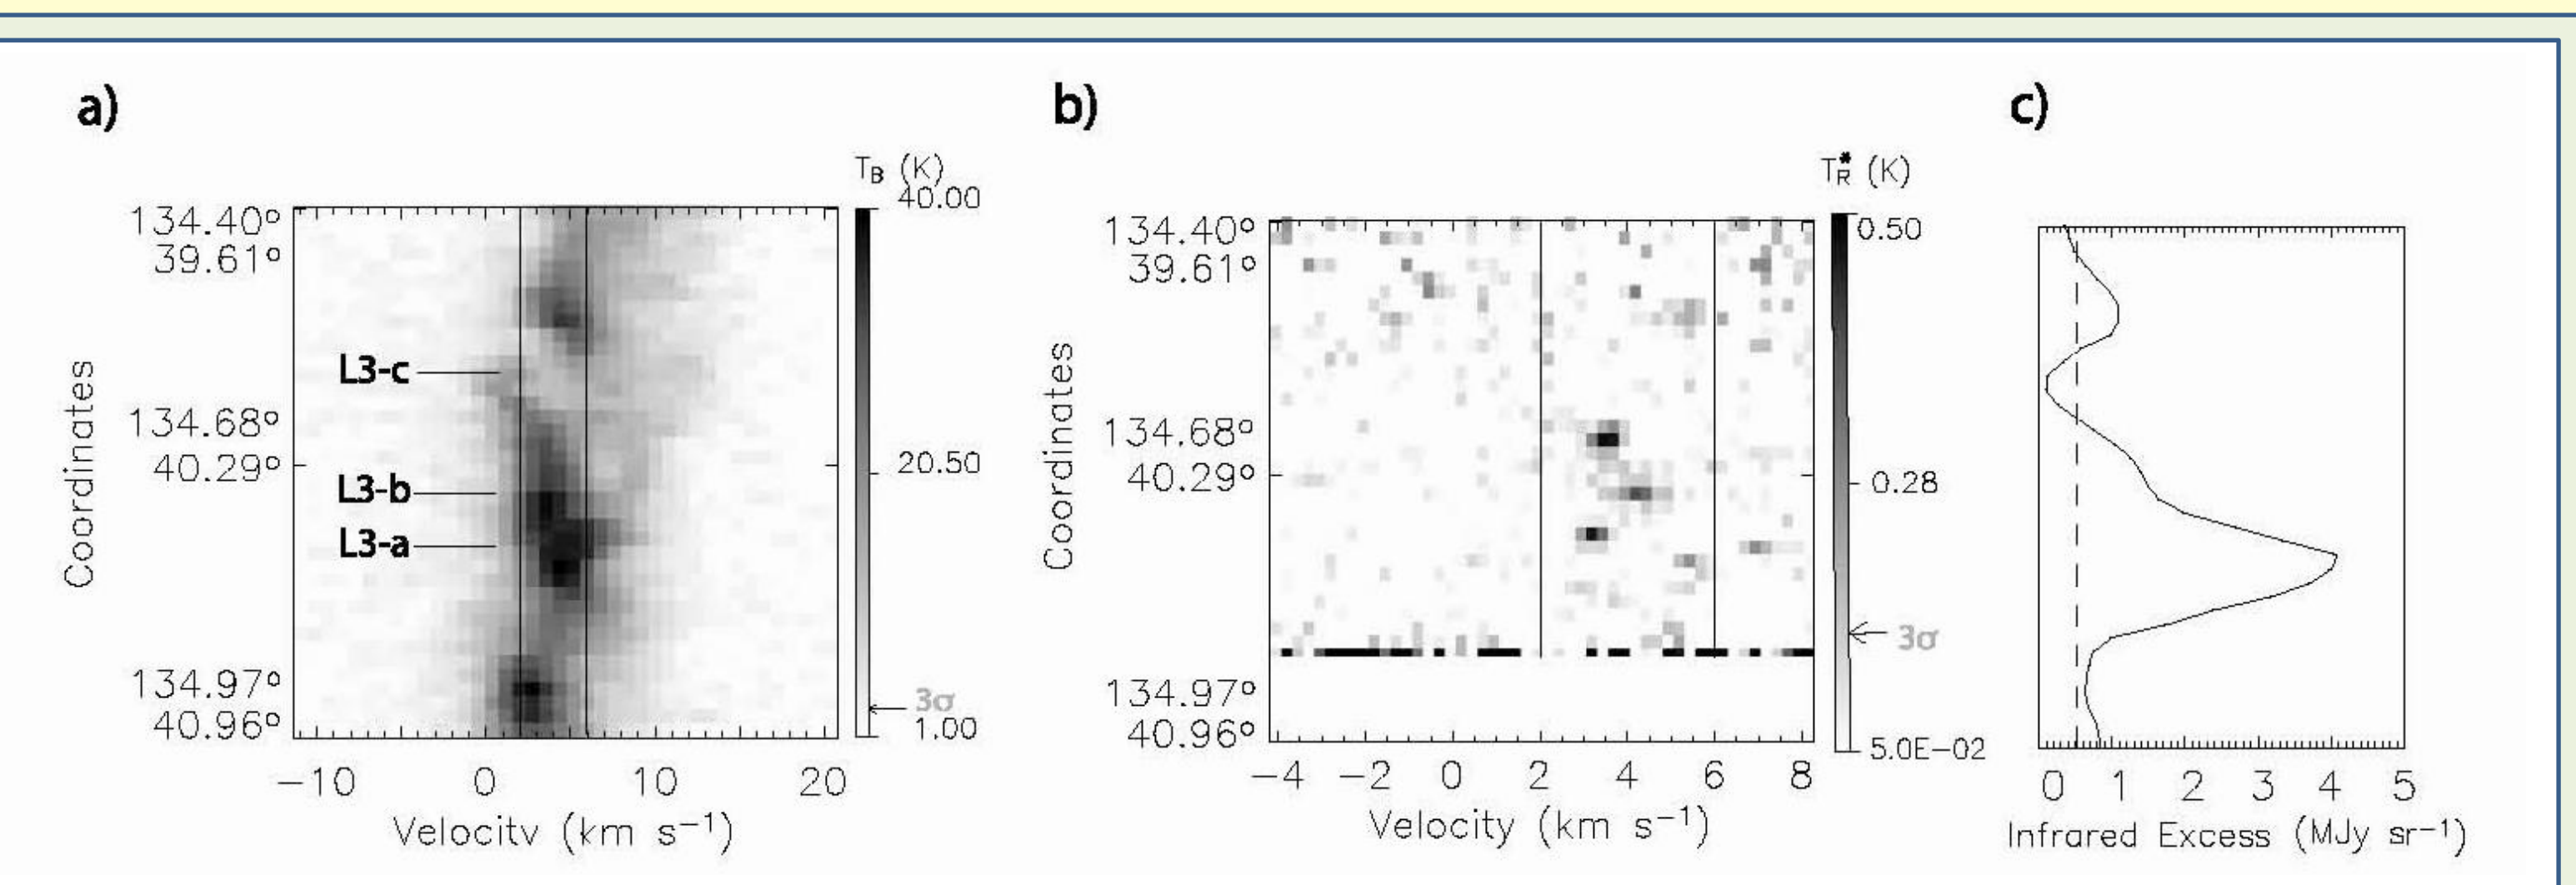 a)
T_B (K)
40.00
134.40°
39.61°
L3-c
134.68°
40.29°
20.50
L3-b
L3-a
Coordinates
134.97°
40.96°
3σ
1.00
−10 0 10 20
Velocity (km s⁻¹)
b)
T*_R (K)
0.50
134.40°
39.61°
134.68°
40.29°
0.28
Coordinates
3σ
134.97°
40.96°
5.0E−02
−4 −2 0 2 4 6 8
Velocity (km s⁻¹)
c)
0 1 2 3 4 5
Infrared Excess (MJy sr⁻¹)